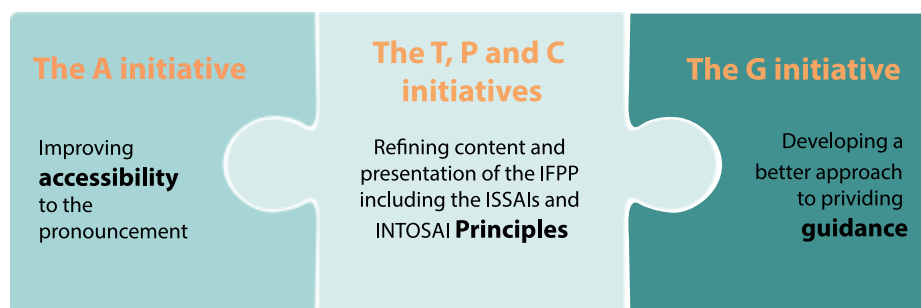 The A initiative
Improving
accessibility
to the
pronouncement
The T, P and C
initiatives
Refining content and
presentation of the IFPP
including the ISSAIs and
INTOSAI Principles
The G initiative
Developing a
better approach
to prividing
guidance